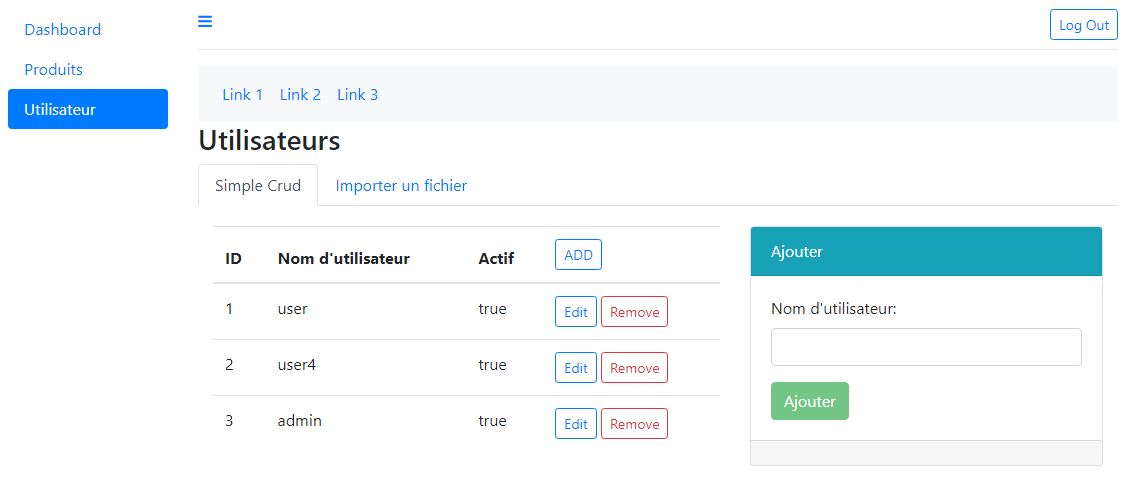 Dashboard
Produits
Utilisateur
Log Out
Link 1 Link 2 Link 3
Utilisateurs
Simple Crud Importer un fichier
ID Nom d'utilisateur Actif ADD
1 user true Edit Remove
2 user4 true Edit Remove
3 admin true Edit Remove
Ajouter
Nom d'utilisateur:
Ajouter